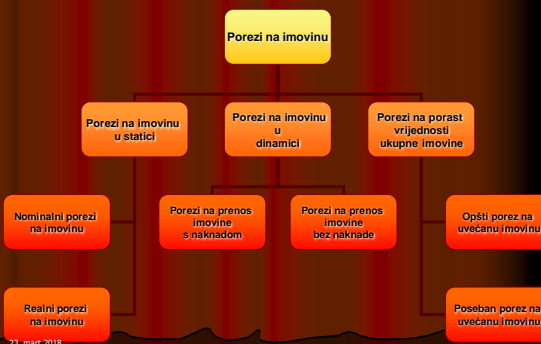 Porezi na imovinu
Porezi na imovinu
u statici
Porezi na imovinu
u
dinamici
Porezi na porast
vrijednosti
ukupne imovine
Nominalni porezi
na imovinu
Porezi na prenos
imovine
s naknadom
Porezi na prenos
imovine
bez naknade
Opšti porez na
uvećanu imovinu
Realni porezi
na imovinu
Poseban porez na
uvećanu imovinu
23. mart 2018